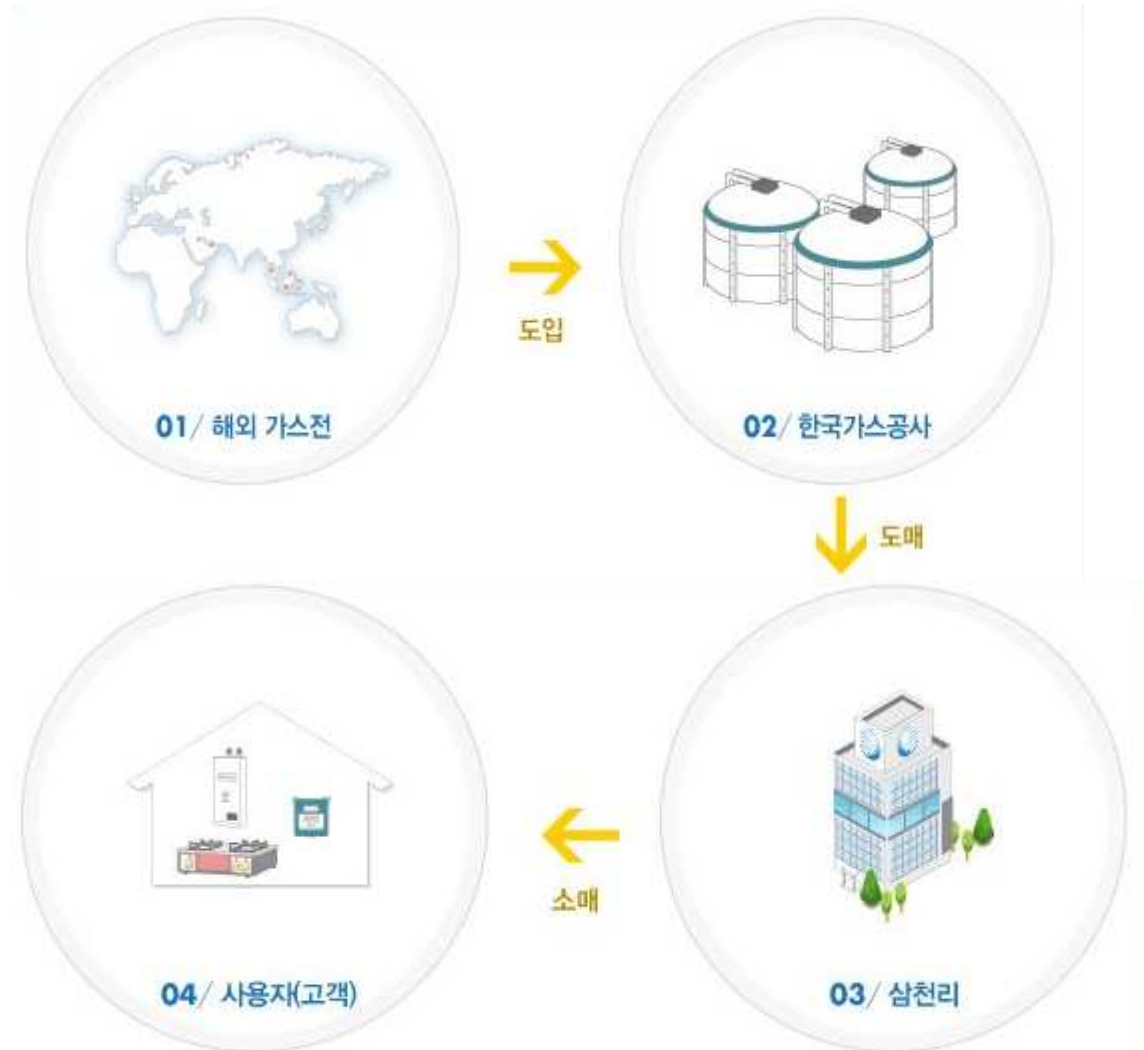 도입
01/ 해외 가스전
02/ 한국가스공사
도매
소매
04/ 사용자(고객)
03/ 삼천리